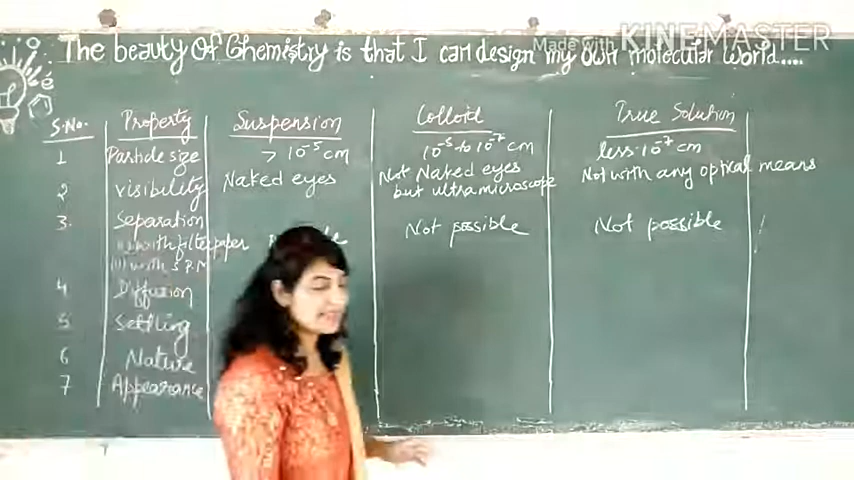 Made with KINEMASTER
The beauty Of Chemistry is that I can design my own molecular world....
S.No. Property Suspension Colloid True Solution
1 Particle size > 10⁻⁵ cm 10⁻⁵ to 10⁻⁷ cm less 10⁻⁷ cm
2 visibility Naked eyes Not Naked eyes Not with any optical means
but ultramicroscope
3. Separation Not possible Not possible
(i) with filter paper
(ii) with S.P.M
4 Diffusion
5 Settling
6 Nature
7 Appearance